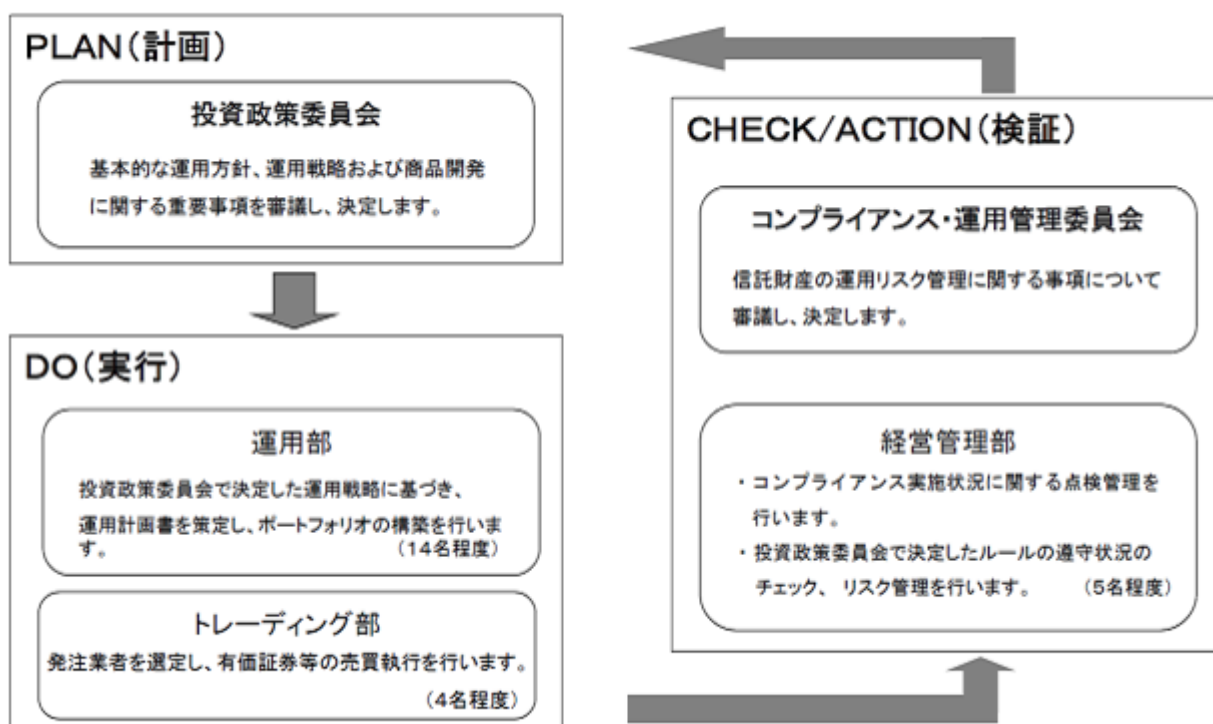 PLAN（計画）
投資政策委員会
基本的な運用方針、運用戦略および商品開発
に関する重要事項を審議し、決定します。
DO（実行）
運用部
投資政策委員会で決定した運用戦略に基づき、
運用計画書を策定し、ポートフォリオの構築を行いま
す。　（14名程度）
トレーディング部
発注業者を選定し、有価証券等の売買執行を行います。
（4名程度）
CHECK/ACTION（検証）
コンプライアンス・運用管理委員会
信託財産の運用リスク管理に関する事項について
審議し、決定します。
経営管理部
・コンプライアンス実施状況に関する点検管理を
行います。
・投資政策委員会で決定したルールの遵守状況の
チェック、 リスク管理を行います。　（5名程度）